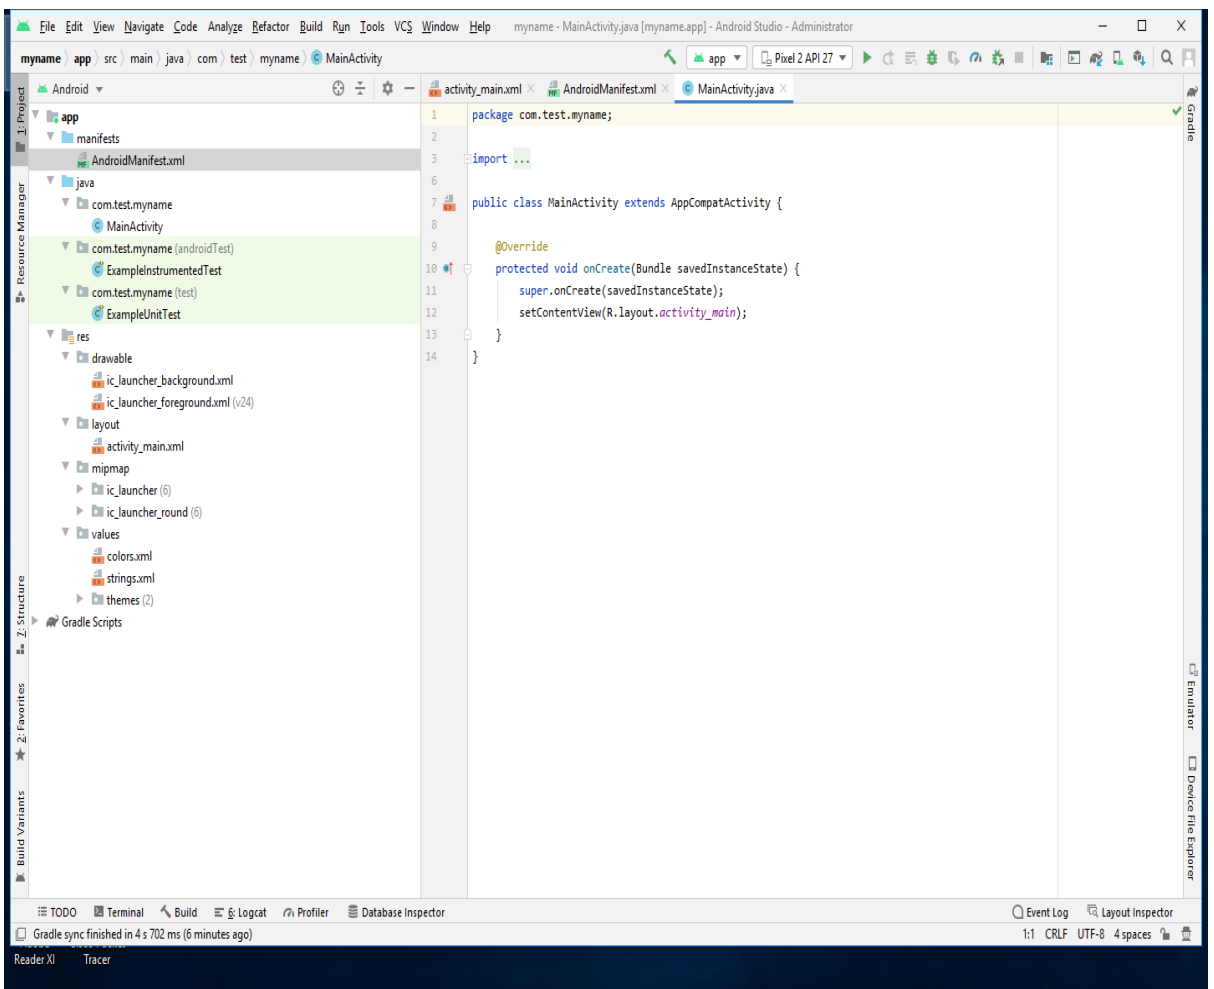 File Edit View Navigate Code Analyze Refactor Build Run Tools VCS Window Help myname - MainActivity.java [myname.app] - Android Studio - Administrator
myname app src main java com test myname MainActivity app Pixel 2 API 27
1: Project
Resource Manager
Z: Structure
2: Favorites
Build Variants
Android
app
manifests
AndroidManifest.xml
java
com.test.myname
MainActivity
com.test.myname (androidTest)
ExampleInstrumentedTest
com.test.myname (test)
ExampleUnitTest
res
drawable
ic_launcher_background.xml
ic_launcher_foreground.xml (v24)
layout
activity_main.xml
mipmap
ic_launcher (6)
ic_launcher_round (6)
values
colors.xml
strings.xml
themes (2)
Gradle Scripts
activity_main.xml AndroidManifest.xml MainActivity.java
1 package com.test.myname;
2
3 import ...
6
7 public class MainActivity extends AppCompatActivity {
8
9 @Override
10 protected void onCreate(Bundle savedInstanceState) {
11 super.onCreate(savedInstanceState);
12 setContentView(R.layout.activity_main);
13 }
14 }
Gradle
Emulator
Device File Explorer
TODO Terminal Build 6: Logcat Profiler Database Inspector Event Log Layout Inspector
Gradle sync finished in 4 s 702 ms (6 minutes ago) 1:1 CRLF UTF-8 4 spaces
Reader XI Tracer